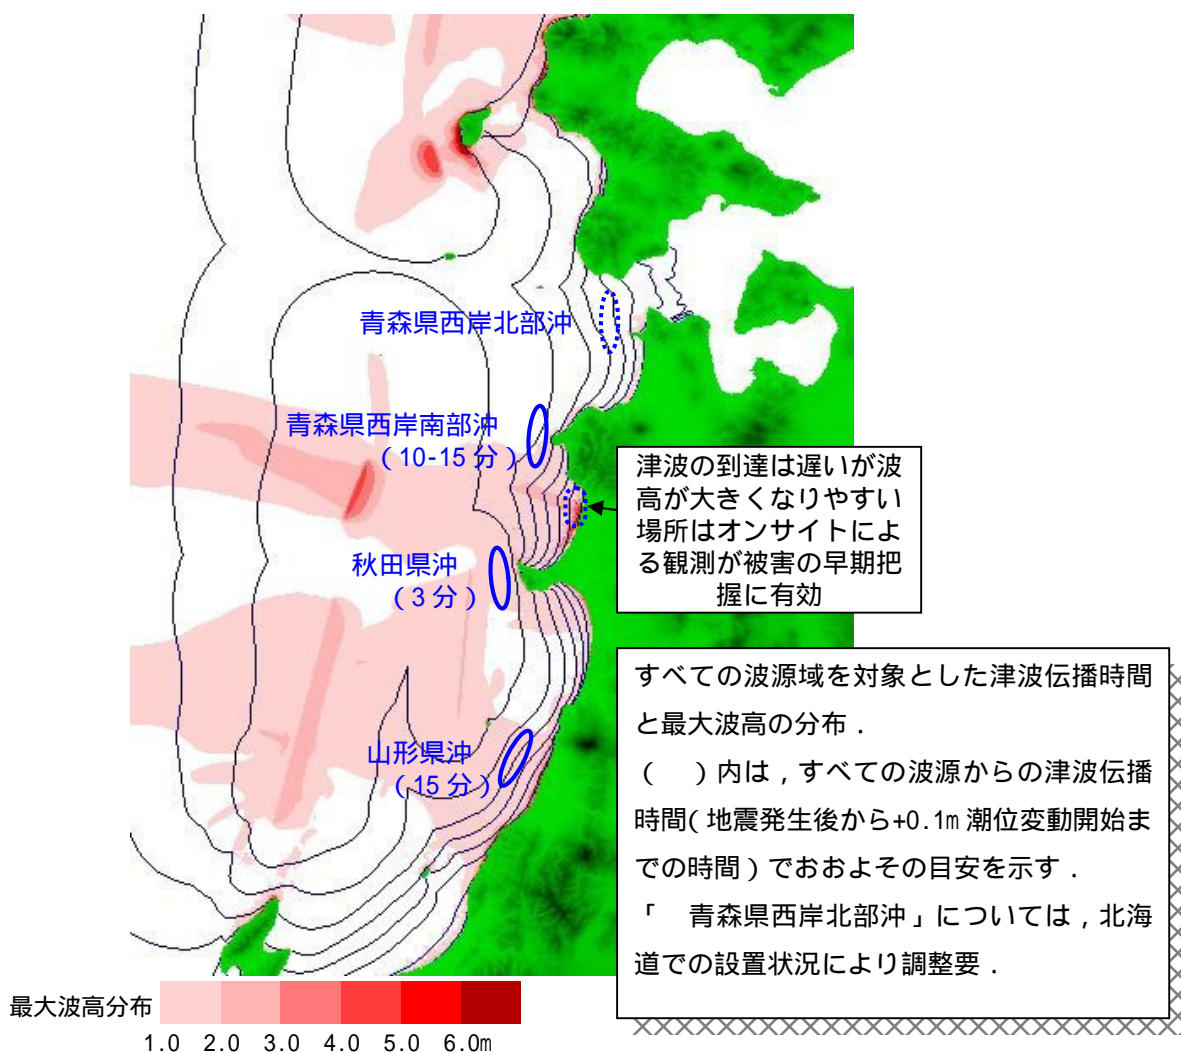 青森県西岸北部沖
青森県西岸南部沖
（10-15分）
秋田県沖
（3分）
山形県沖
（15分）
津波の到達は遅いが波
高が大きくなりやすい
場所はオンサイトによ
る観測が被害の早期把
握に有効
すべての波源域を対象とした津波伝播時間
と最大波高の分布．
（　）内は，すべての波源からの津波伝播
時間（地震発生後から+0.1m潮位変動開始ま
での時間）でおおよその目安を示す．
「　青森県西岸北部沖」については，北海
道での設置状況により調整要．
最大波高分布
1.0 2.0 3.0 4.0 5.0 6.0m